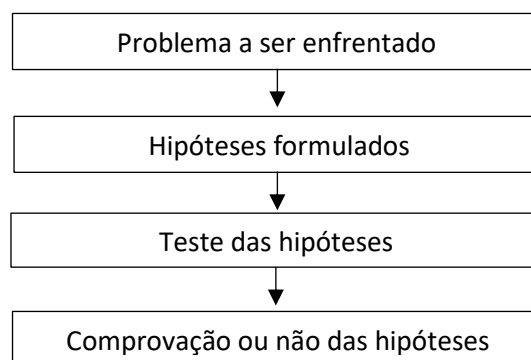 Problema a ser enfrentado
Hipóteses formulados
Teste das hipóteses
Comprovação ou não das hipóteses